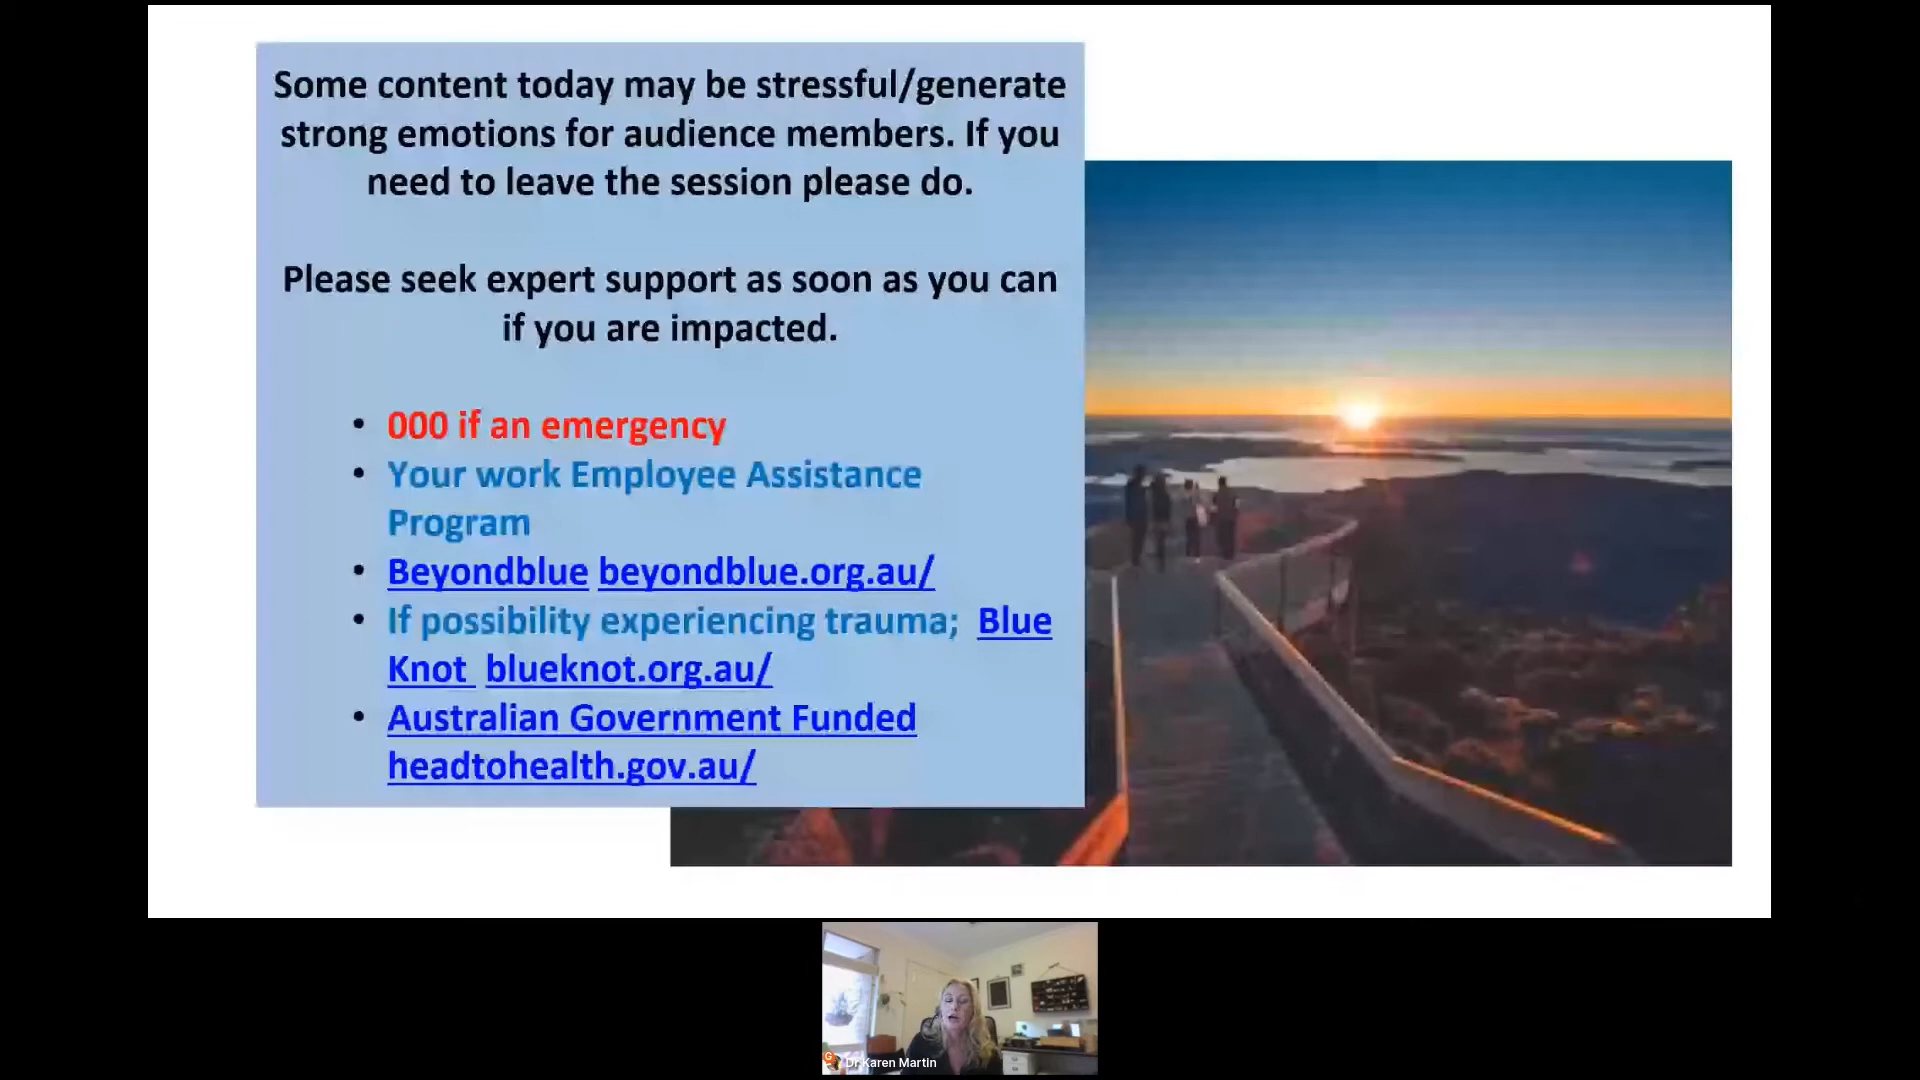 Some content today may be stressful/generate
strong emotions for audience members. If you
need to leave the session please do.
Please seek expert support as soon as you can
if you are impacted.
• 000 if an emergency
• Your work Employee Assistance
Program
• Beyondblue beyondblue.org.au/
• If possibility experiencing trauma; Blue
Knot blueknot.org.au/
• Australian Government Funded
headtohealth.gov.au/
G
Dr Karen Martin